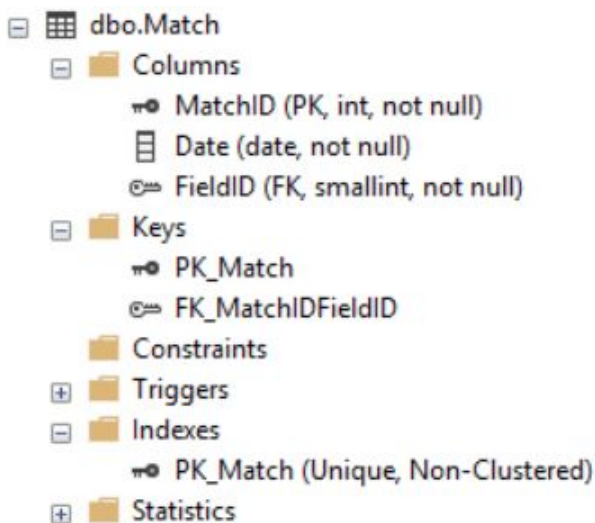 dbo.Match
Columns
MatchID (PK, int, not null)
Date (date, not null)
FieldID (FK, smallint, not null)
Keys
PK_Match
FK_MatchIDFieldID
Constraints
Triggers
Indexes
PK_Match (Unique, Non-Clustered)
Statistics